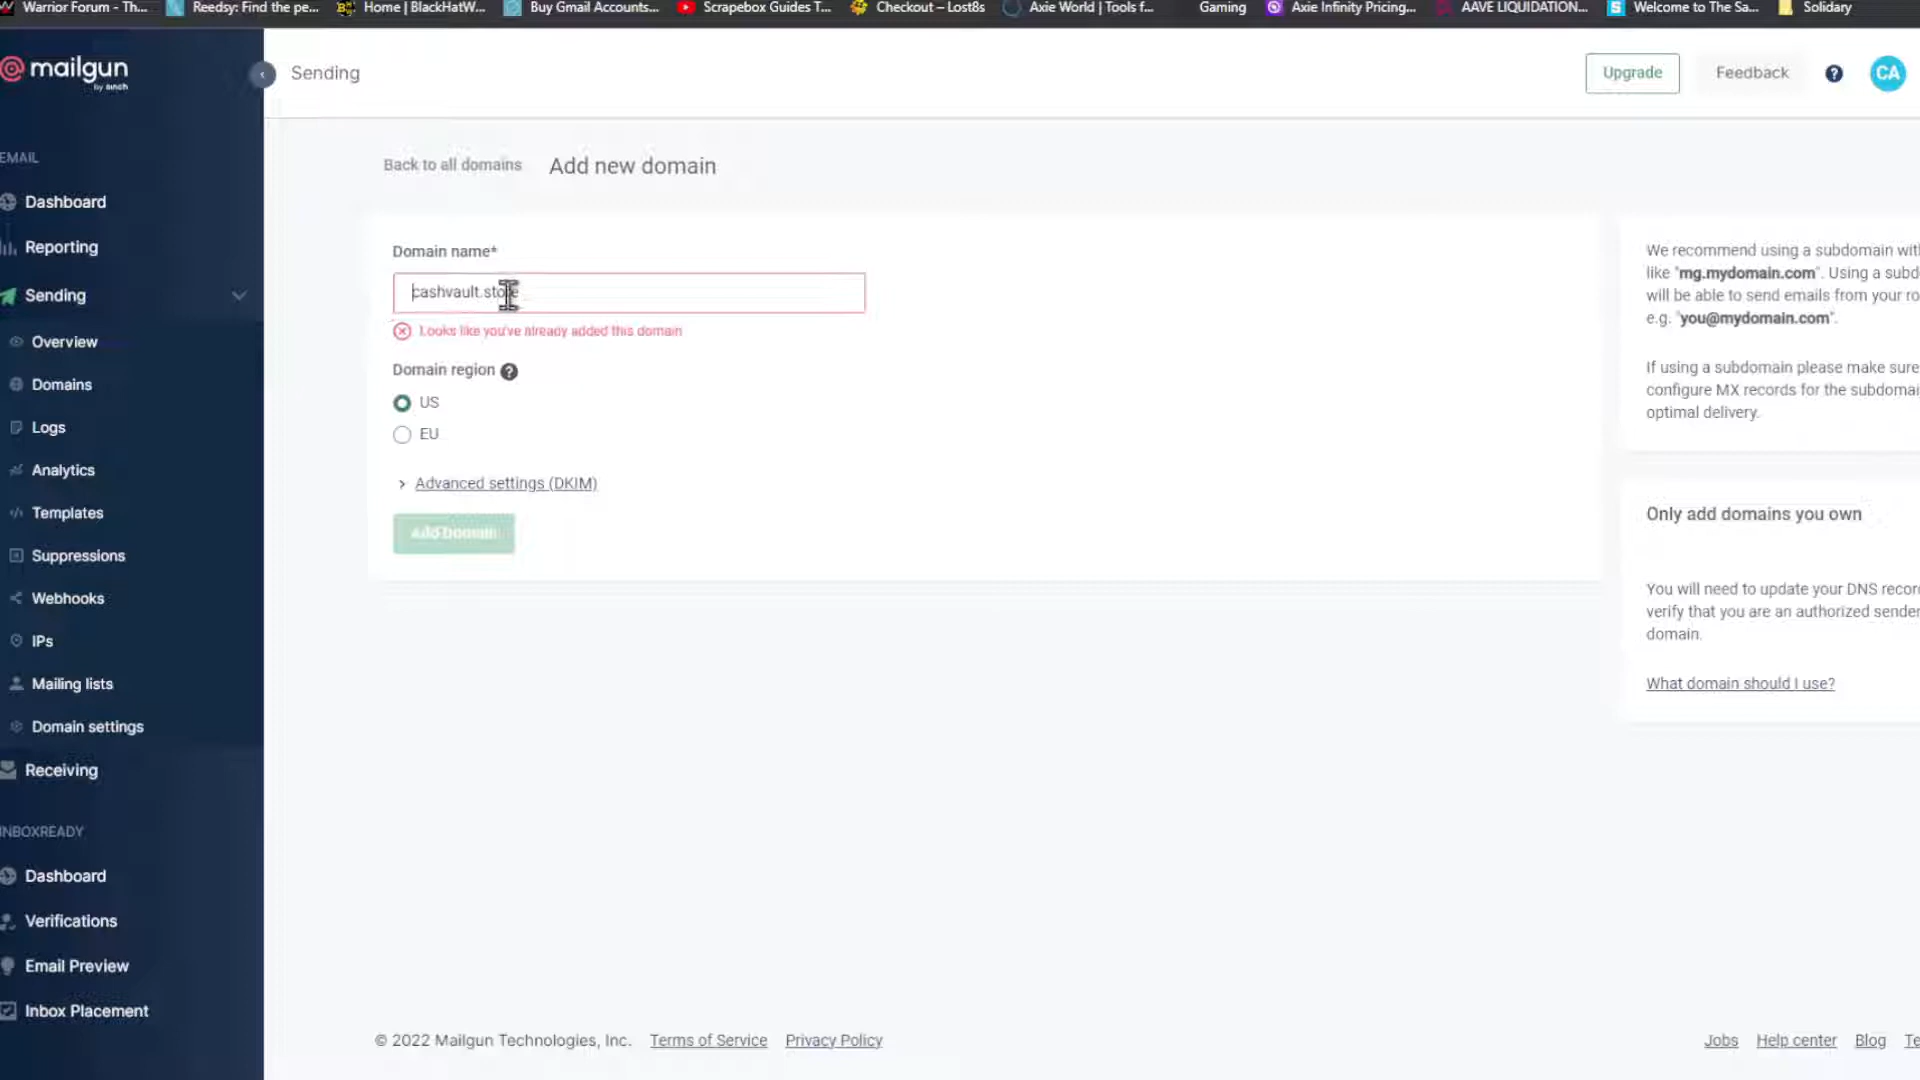 Warrior Forum - Th...
Reedsy: Find the pe...
Home | BlackHatW...
Buy Gmail Accounts...
Scrapebox Guides T...
Checkout – Lost8s
Axie World | Tools f...
Gaming
Axie Infinity Pricing...
AAVE LIQUIDATION...
Welcome to The Sa...
Solidary
mailgun
by sinch
Sending
Upgrade
Feedback
?
CA
EMAIL
Dashboard
Reporting
Sending
Overview
Domains
Logs
Analytics
Templates
Suppressions
Webhooks
IPs
Mailing lists
Domain settings
Receiving
INBOXREADY
Dashboard
Verifications
Email Preview
Inbox Placement
Back to all domains
Add new domain
Domain name*
cashvault.store
Looks like you've already added this domain
Domain region ?
US
EU
Advanced settings (DKIM)
Add Domain
We recommend using a subdomain with
like "mg.mydomain.com". Using a subd
will be able to send emails from your ro
e.g. "you@mydomain.com".
If using a subdomain please make sure
configure MX records for the subdomai
optimal delivery.
Only add domains you own
You will need to update your DNS recor
verify that you are an authorized sender
domain.
What domain should I use?
© 2022 Mailgun Technologies, Inc.
Terms of Service
Privacy Policy
Jobs
Help center
Blog
Te